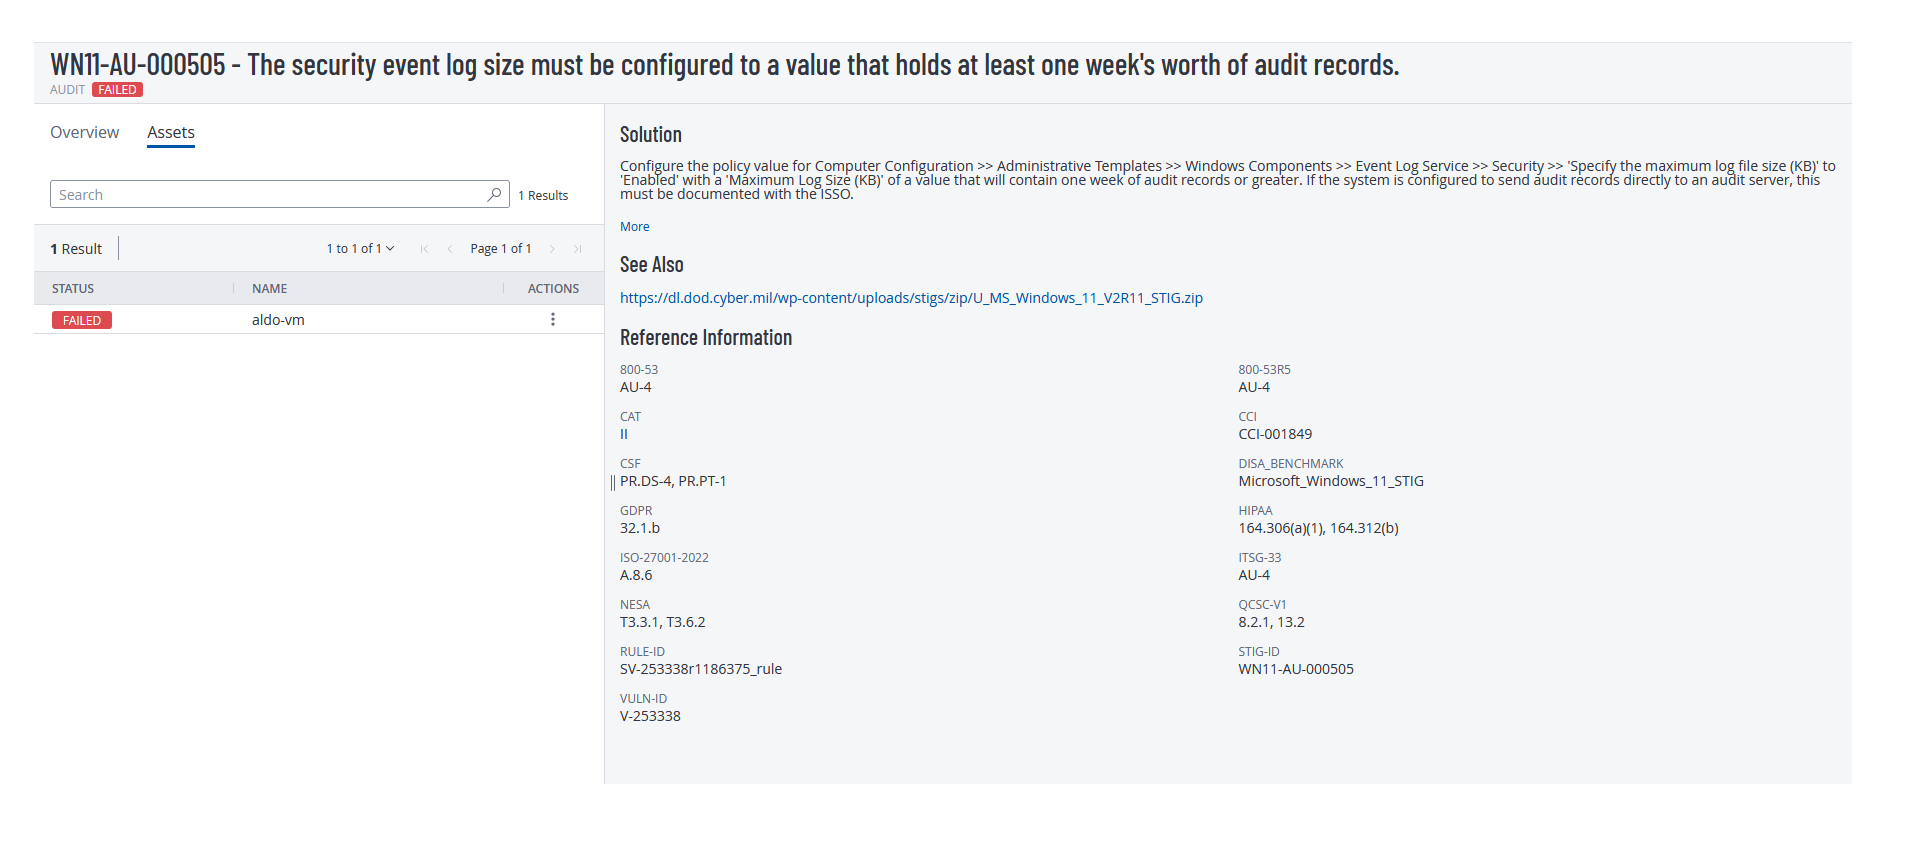 WN11-AU-000505 - The security event log size must be configured to a value that holds at least one week's worth of audit records.
AUDIT FAILED
Overview Assets
Search 1 Results
1 Result 1 to 1 of 1 Page 1 of 1
STATUS NAME ACTIONS
FAILED aldo-vm
Solution
Configure the policy value for Computer Configuration >> Administrative Templates >> Windows Components >> Event Log Service >> Security >> 'Specify the maximum log file size (KB)' to
'Enabled' with a 'Maximum Log Size (KB)' of a value that will contain one week of audit records or greater. If the system is configured to send audit records directly to an audit server, this
must be documented with the ISSO.
More
See Also
https://dl.dod.cyber.mil/wp-content/uploads/stigs/zip/U_MS_Windows_11_V2R11_STIG.zip
Reference Information
800-53 800-53R5
AU-4 AU-4
CAT CCI
II CCI-001849
CSF DISA_BENCHMARK
PR.DS-4, PR.PT-1 Microsoft_Windows_11_STIG
GDPR HIPAA
32.1.b 164.306(a)(1), 164.312(b)
ISO-27001-2022 ITSG-33
A.8.6 AU-4
NESA QCSC-V1
T3.3.1, T3.6.2 8.2.1, 13.2
RULE-ID STIG-ID
SV-253338r1186375_rule WN11-AU-000505
VULN-ID
V-253338